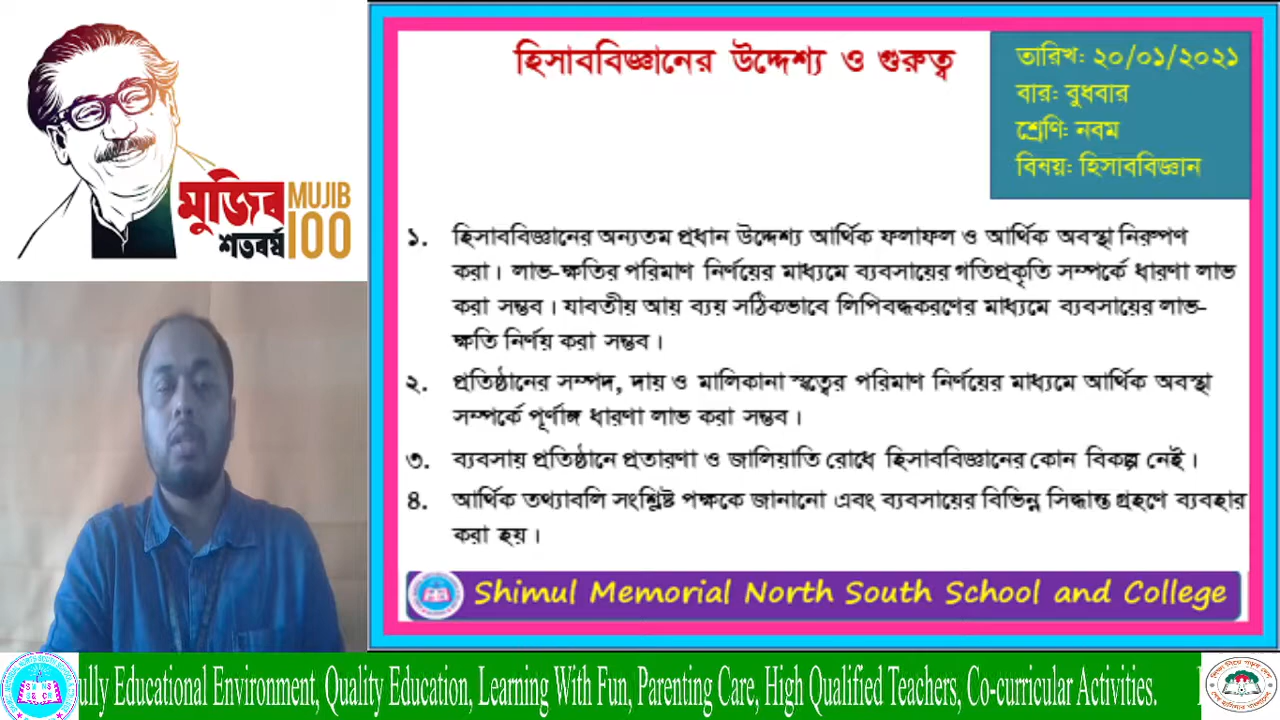 হিসাববিজ্ঞানের উদ্দেশ্য ও গুরুত্ব
তারিখ: ২০/০১/২০২১
বার: বুধবার
শ্রেণি: নবম
বিষয়: হিসাববিজ্ঞান
মুজিব
শতবর্ষ
MUJIB
100
১. হিসাববিজ্ঞানের অন্যতম প্রধান উদ্দেশ্য আর্থিক ফলাফল ও আর্থিক অবস্থা নিরুপণ
করা। লাভ-ক্ষতির পরিমাণ নির্ণয়ের মাধ্যমে ব্যবসায়ের গতিপ্রকৃতি সম্পর্কে ধারণা লাভ
করা সম্ভব। যাবতীয় আয় ব্যয় সঠিকভাবে লিপিবদ্ধকরণের মাধ্যমে ব্যবসায়ের লাভ-
ক্ষতি নির্ণয় করা সম্ভব।
২. প্রতিষ্ঠানের সম্পদ, দায় ও মালিকানা স্বত্বের পরিমাণ নির্ণয়ের মাধ্যমে আর্থিক অবস্থা
সম্পর্কে পূর্ণাঙ্গ ধারণা লাভ করা সম্ভব।
৩. ব্যবসায় প্রতিষ্ঠানে প্রতারণা ও জালিয়াতি রোধে হিসাববিজ্ঞানের কোন বিকল্প নেই।
৪. আর্থিক তথ্যাবলি সংশ্লিষ্ট পক্ষকে জানানো এবং ব্যবসায়ের বিভিন্ন সিদ্ধান্ত গ্রহণে ব্যবহার
করা হয়।
Shimul Memorial North South School and College
ully Educational Environment, Quality Education, Learning With Fun, Parenting Care, High Qualified Teachers, Co-curricular Activities.